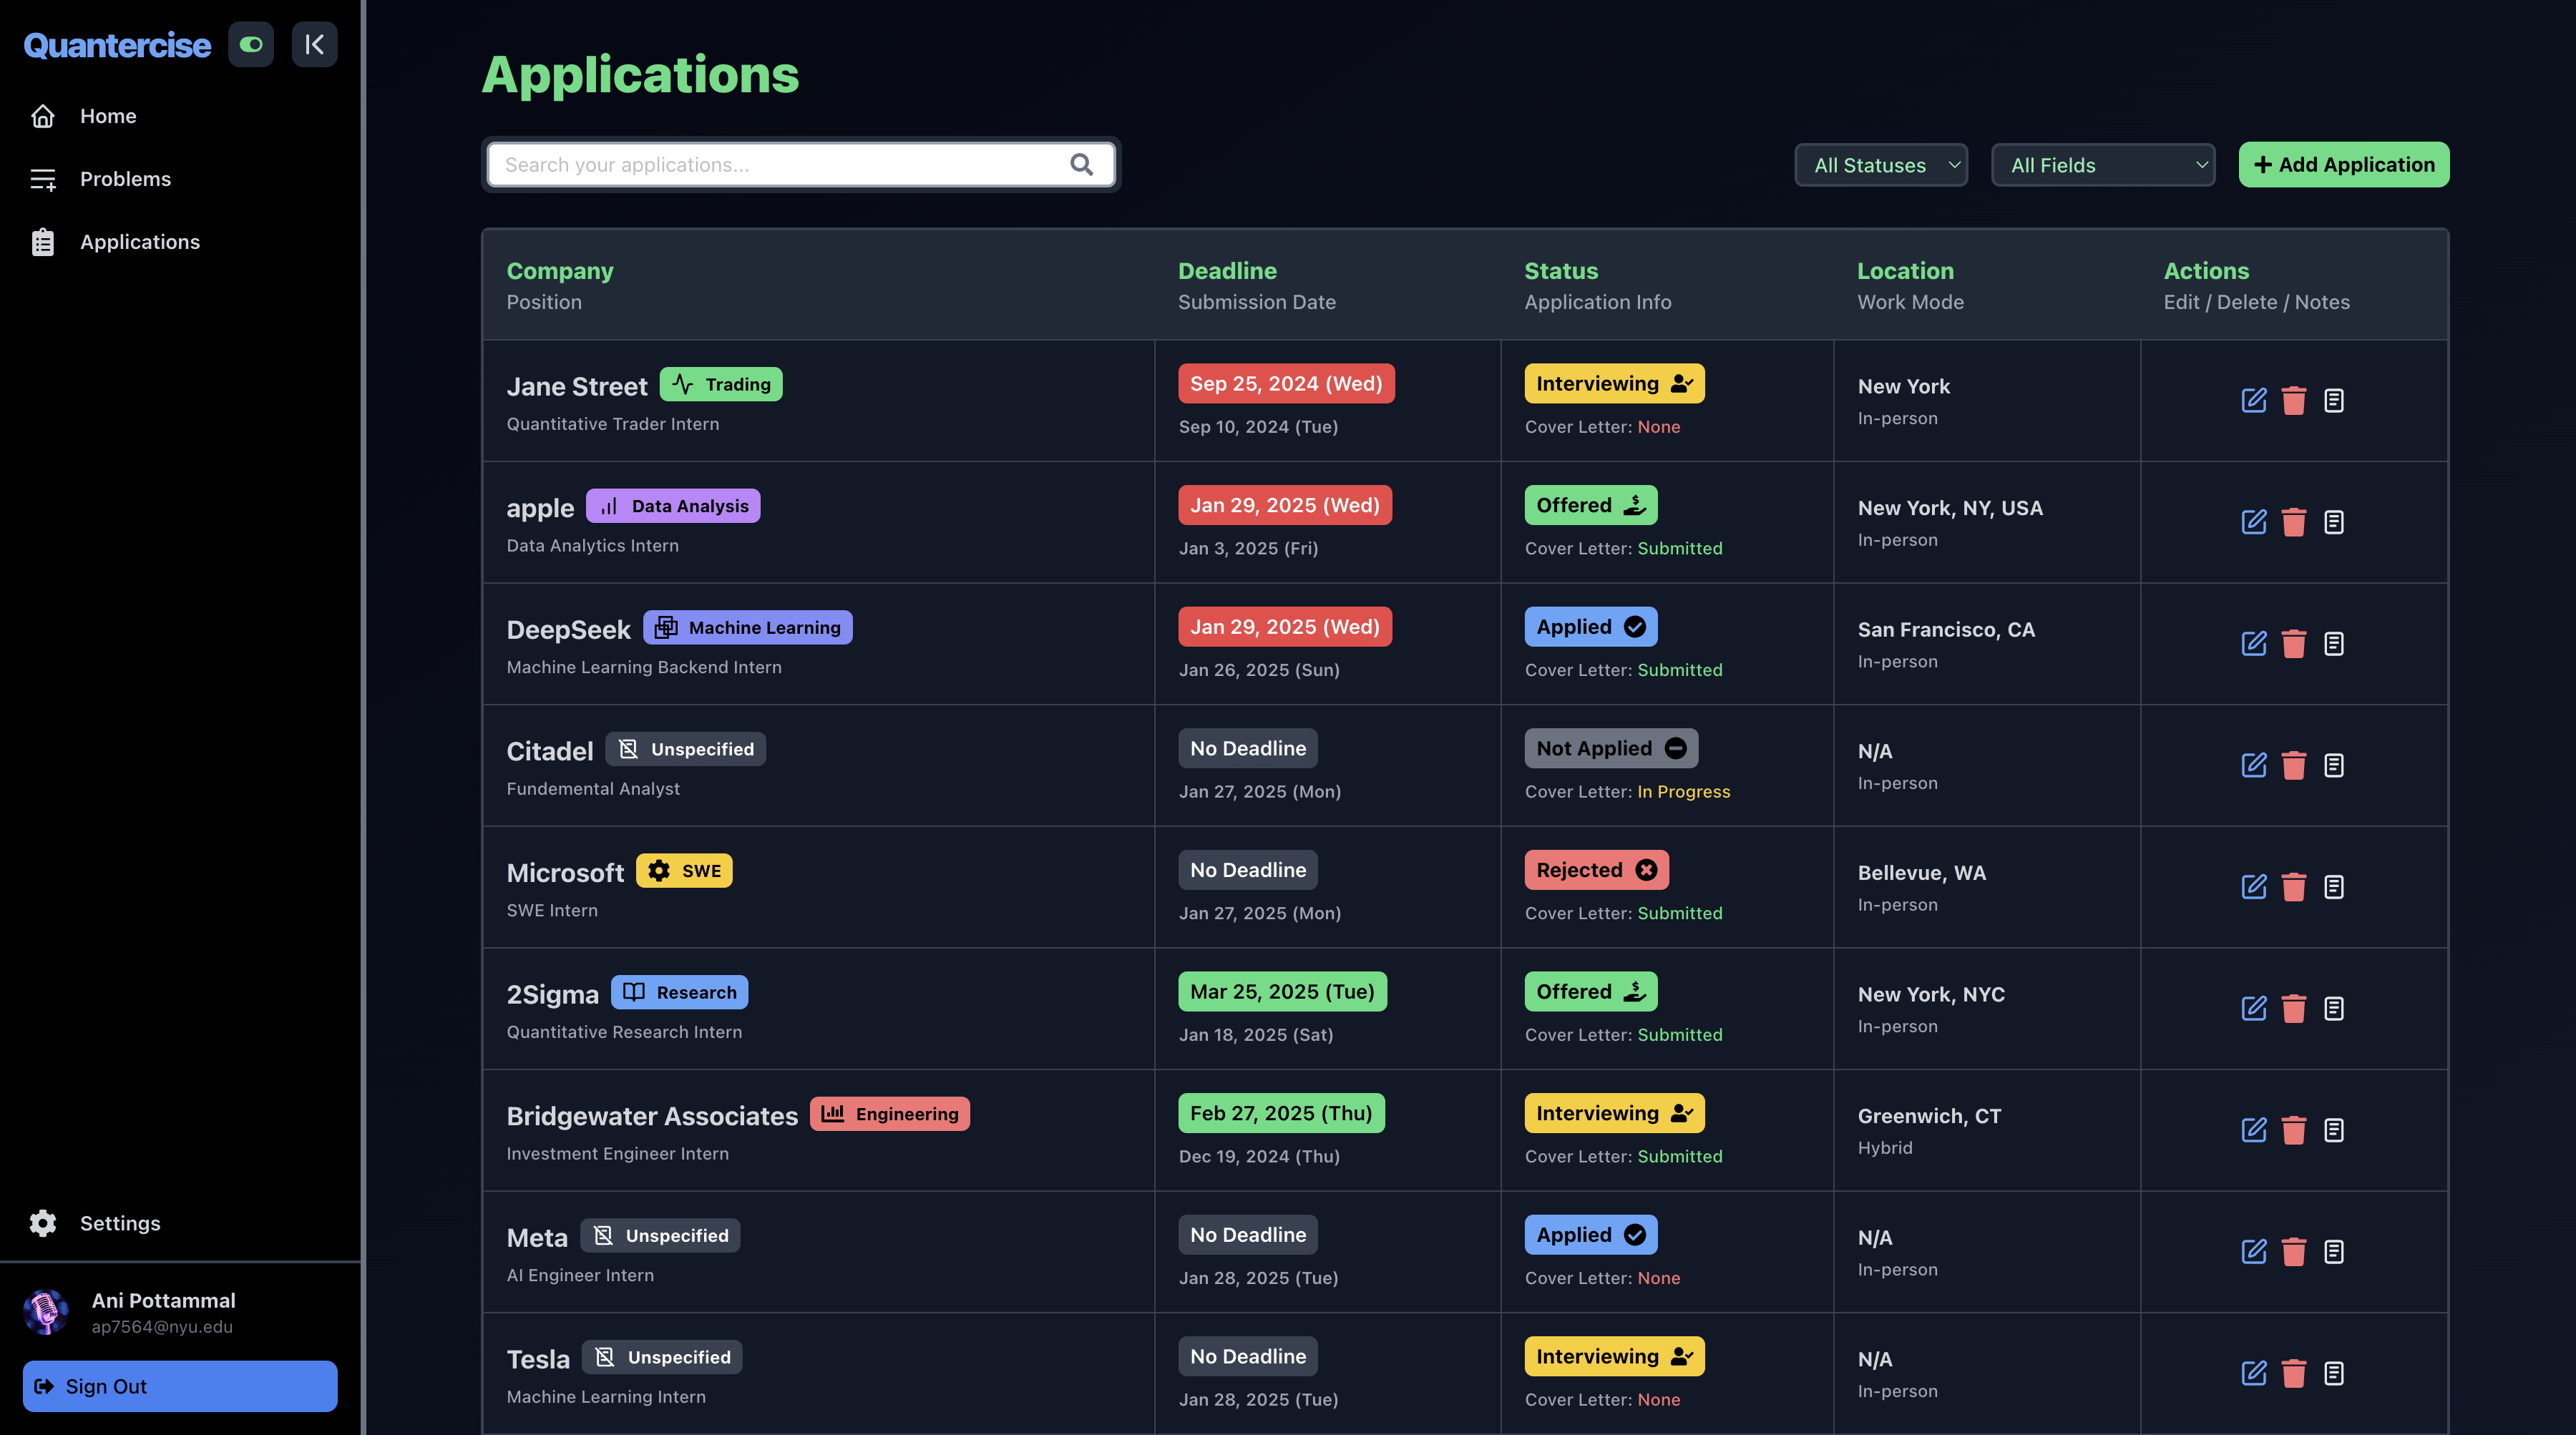 Quantercise
Home
Problems
Applications
Settings
Ani Pottammal
ap7564@nyu.edu
Sign Out
Applications
Search your applications...
All Statuses
All Fields
+ Add Application
Company Deadline Status Location Actions
Position Submission Date Application Info Work Mode Edit / Delete / Notes
Jane Street Trading Sep 25, 2024 (Wed) Interviewing New York
Quantitative Trader Intern Sep 10, 2024 (Tue) Cover Letter: None In-person
apple Data Analysis Jan 29, 2025 (Wed) Offered New York, NY, USA
Data Analytics Intern Jan 3, 2025 (Fri) Cover Letter: Submitted In-person
DeepSeek Machine Learning Jan 29, 2025 (Wed) Applied San Francisco, CA
Machine Learning Backend Intern Jan 26, 2025 (Sun) Cover Letter: Submitted In-person
Citadel Unspecified No Deadline Not Applied N/A
Fundemental Analyst Jan 27, 2025 (Mon) Cover Letter: In Progress In-person
Microsoft SWE No Deadline Rejected Bellevue, WA
SWE Intern Jan 27, 2025 (Mon) Cover Letter: Submitted In-person
2Sigma Research Mar 25, 2025 (Tue) Offered New York, NYC
Quantitative Research Intern Jan 18, 2025 (Sat) Cover Letter: Submitted In-person
Bridgewater Associates Engineering Feb 27, 2025 (Thu) Interviewing Greenwich, CT
Investment Engineer Intern Dec 19, 2024 (Thu) Cover Letter: Submitted Hybrid
Meta Unspecified No Deadline Applied N/A
AI Engineer Intern Jan 28, 2025 (Tue) Cover Letter: None In-person
Tesla Unspecified No Deadline Interviewing N/A
Machine Learning Intern Jan 28, 2025 (Tue) Cover Letter: None In-person